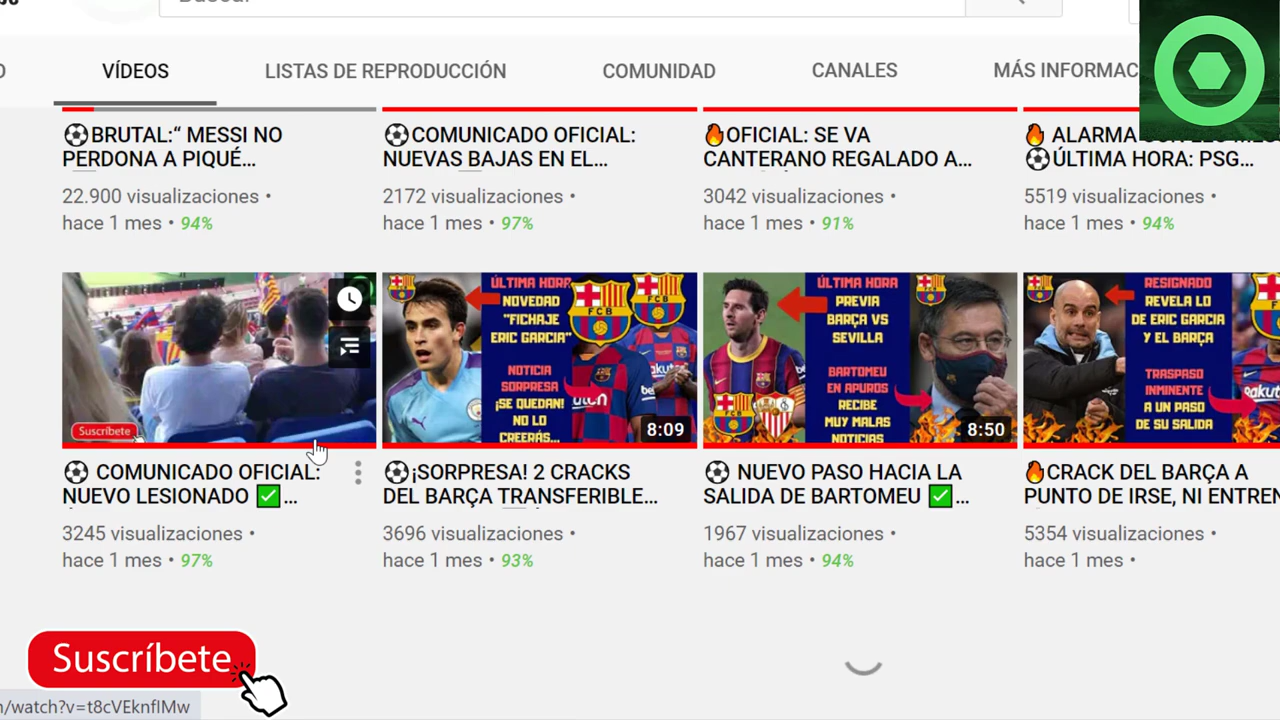 VÍDEOS
LISTAS DE REPRODUCCIÓN
COMUNIDAD
CANALES
MÁS INFORMAC
⚽BRUTAL:“ MESSI NO
PERDONA A PIQUÉ...
22.900 visualizaciones •
hace 1 mes • 94%
⚽COMUNICADO OFICIAL:
NUEVAS BAJAS EN EL...
2172 visualizaciones •
hace 1 mes • 97%
🔥OFICIAL: SE VA
CANTERANO REGALADO A...
3042 visualizaciones •
hace 1 mes • 91%
🔥 ALARMA
⚽ÚLTIMA HORA: PSG...
5519 visualizaciones •
hace 1 mes • 94%
Suscríbete
ÚLTIMA HORA
NOVEDAD
"FICHAJE
ERIC GARCIA"
NOTICIA
SORPRESA
¡SE QUEDAN!
NO LO
CREERÁS...
FCB
FCB
8:09
ÚLTIMA HORA
PREVIA
BARÇA VS
SEVILLA
BARTOMEU
EN APUROS
RECIBE
MUY MALAS
NOTICIAS
8:50
RESIGNADO
REVELA LO
DE ERIC GARCIA
Y EL BARÇA
TRASPASO
INMINENTE
A UN PASO
DE SU SALIDA
⚽ COMUNICADO OFICIAL:
NUEVO LESIONADO ✅...
3245 visualizaciones •
hace 1 mes • 97%
⚽¡SORPRESA! 2 CRACKS
DEL BARÇA TRANSFERIBLE...
3696 visualizaciones •
hace 1 mes • 93%
⚽ NUEVO PASO HACIA LA
SALIDA DE BARTOMEU ✅...
1967 visualizaciones •
hace 1 mes • 94%
🔥CRACK DEL BARÇA A
PUNTO DE IRSE, NI ENTREN
5354 visualizaciones •
hace 1 mes •
Suscríbete
/watch?v=t8cVEknfIMw